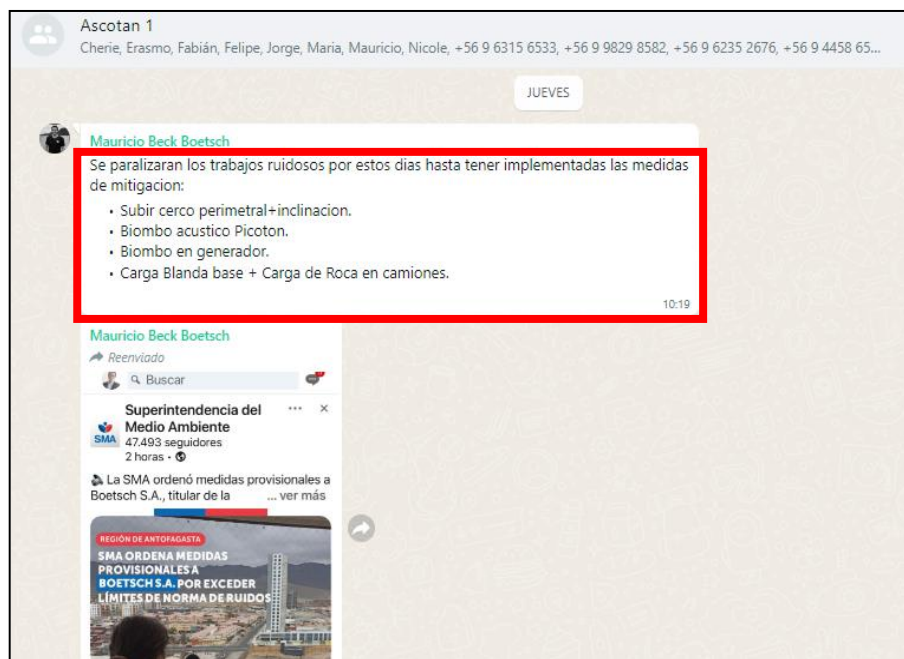 Ascotan 1
Cherie, Erasmo, Fabián, Felipe, Jorge, Maria, Mauricio, Nicole, +56 9 6315 6533, +56 9 9829 8582, +56 9 6235 2676, +56 9 4458 65...
JUEVES
Mauricio Beck Boetsch
Se paralizaran los trabajos ruidosos por estos dias hasta tener implementadas las medidas
de mitigacion:
• Subir cerco perimetral+inclinacion.
• Biombo acustico Picoton.
• Biombo en generador.
• Carga Blanda base + Carga de Roca en camiones.
10:19
Mauricio Beck Boetsch
Reenviado
Buscar
Superintendencia del
Medio Ambiente
SMA
47.493 seguidores
2 horas •
La SMA ordenó medidas provisionales a
Boetsch S.A., titular de la ... ver más
REGIÓN DE ANTOFAGASTA
SMA ORDENA MEDIDAS
PROVISIONALES A
BOETSCH S.A. POR EXCEDER
LÍMITES DE NORMA DE RUIDOS